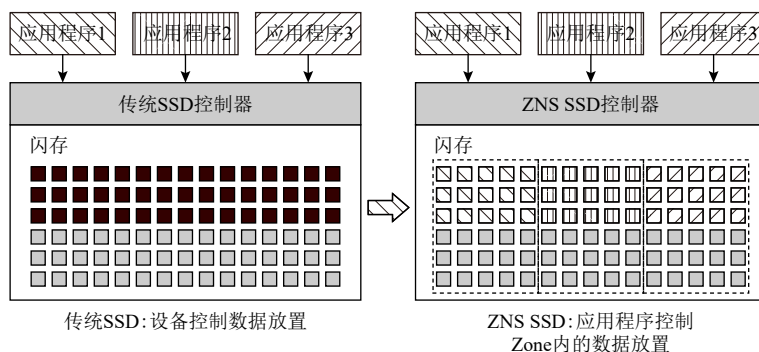 应用程序1 应用程序2 应用程序3
传统SSD控制器
闪存
传统SSD:设备控制数据放置
应用程序1 应用程序2 应用程序3
ZNS SSD控制器
闪存
ZNS SSD:应用程序控制
Zone内的数据放置